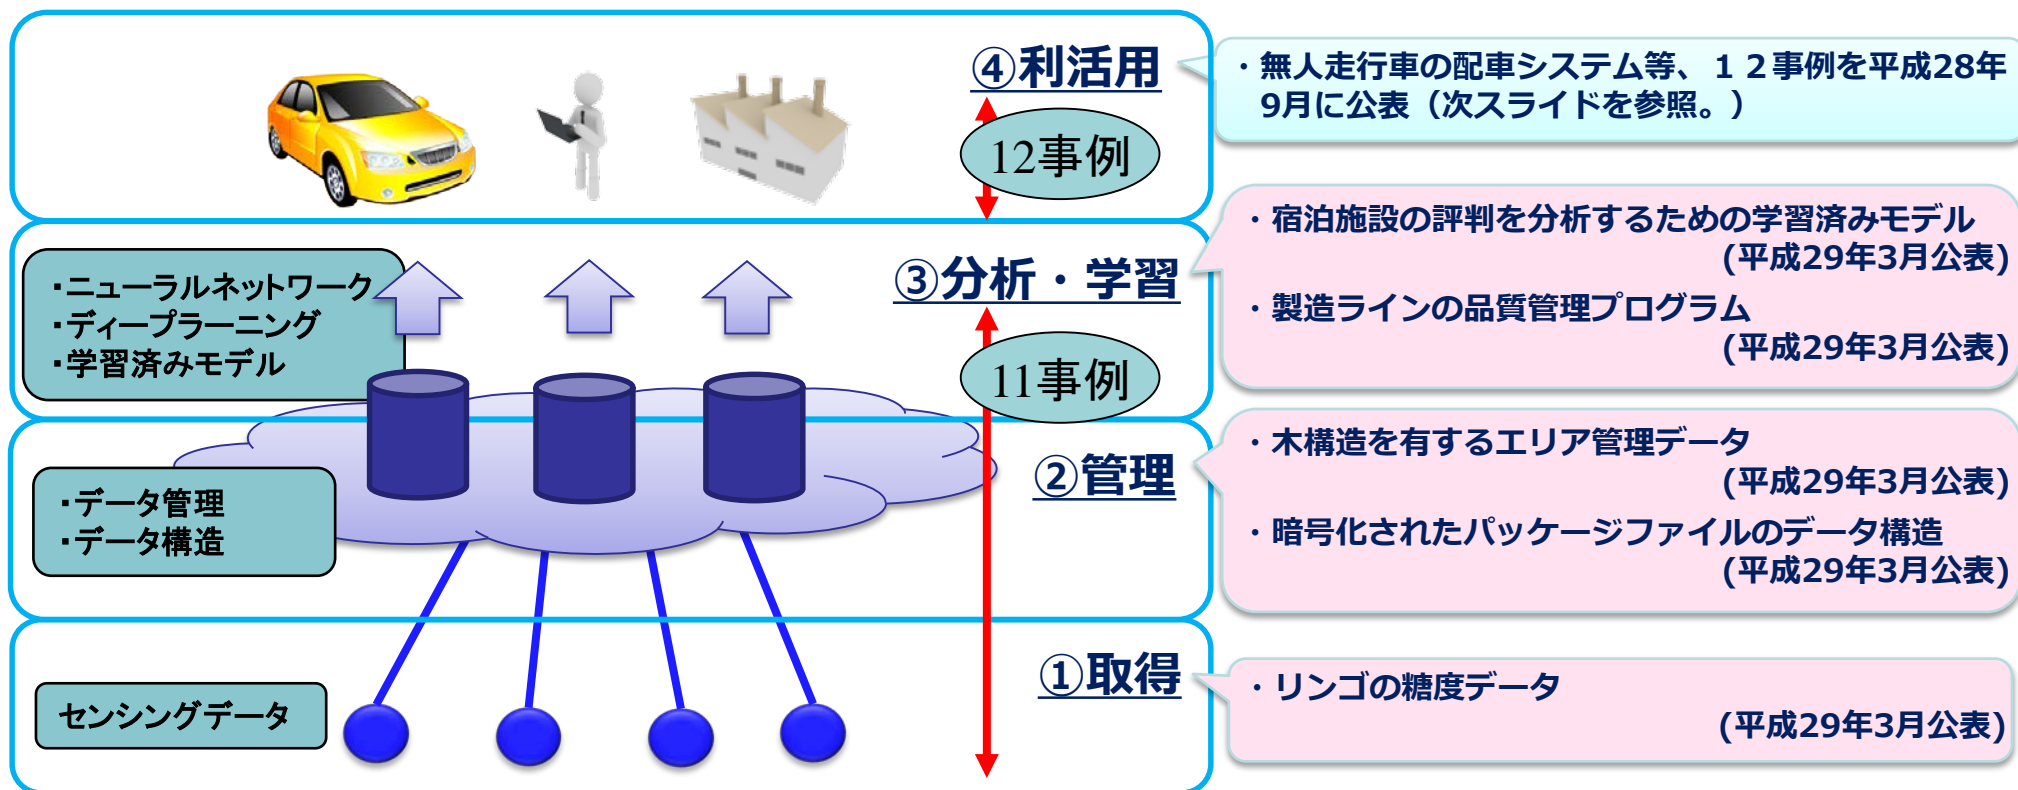 ④利活用
12事例
・無人走行車の配車システム等、１２事例を平成28年
9月に公表（次スライドを参照。）
・ニューラルネットワーク
・ディープラーニング
・学習済みモデル
③分析・学習
11事例
・宿泊施設の評判を分析するための学習済みモデル
(平成29年3月公表)
・製造ラインの品質管理プログラム
(平成29年3月公表)
・データ管理
・データ構造
②管理
・木構造を有するエリア管理データ
(平成29年3月公表)
・暗号化されたパッケージファイルのデータ構造
(平成29年3月公表)
センシングデータ
①取得
・リンゴの糖度データ
(平成29年3月公表)